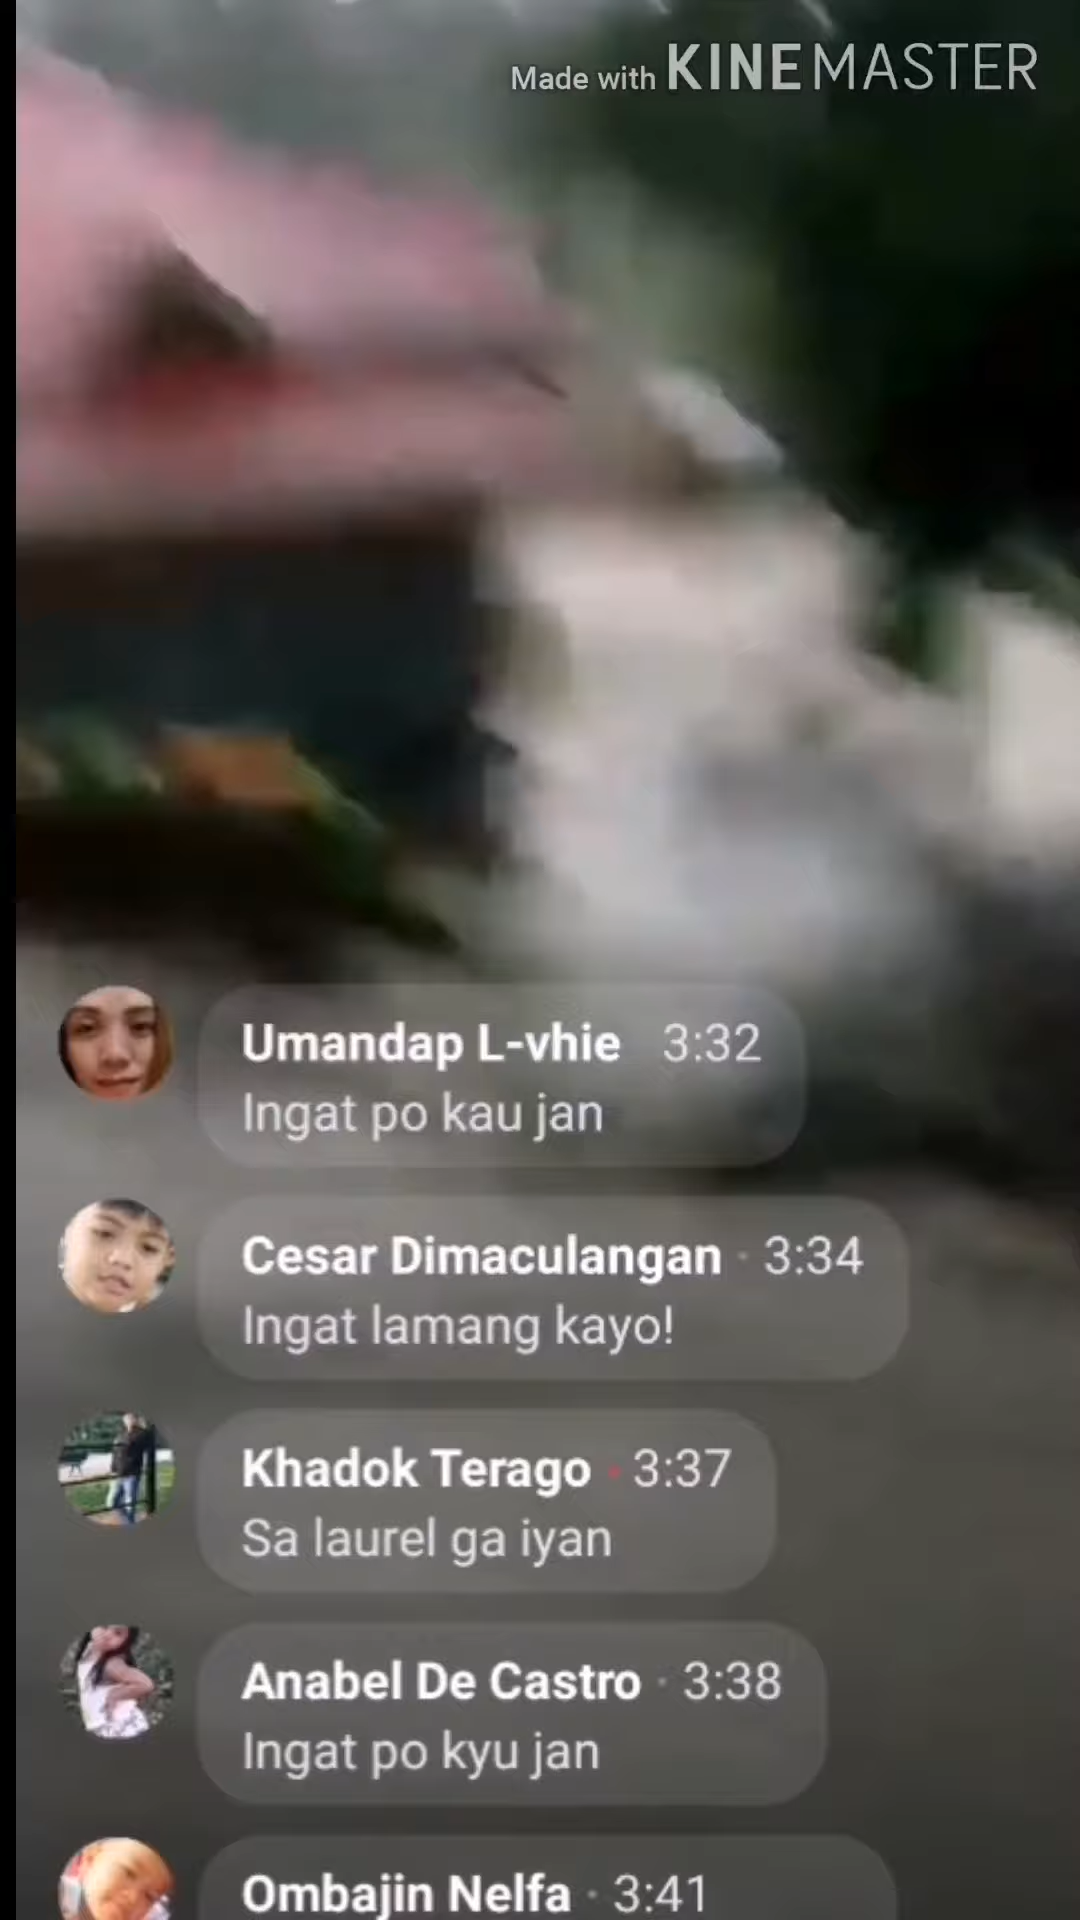 Made with KINEMASTER
Umandap L-vhie 3:32
Ingat po kau jan
Cesar Dimaculangan · 3:34
Ingat lamang kayo!
Khadok Terago · 3:37
Sa laurel ga iyan
Anabel De Castro · 3:38
Ingat po kyu jan
Ombajin Nelfa · 3:41